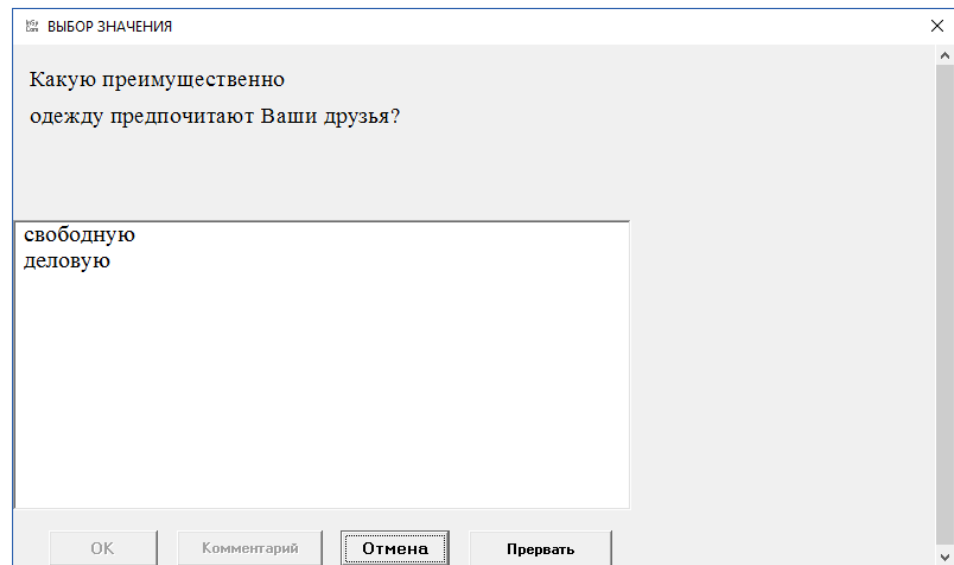 ВЫБОР ЗНАЧЕНИЯ
Какую преимущественно
одежду предпочитают Ваши друзья?
свободную
деловую
OK
Комментарий
Отмена
Прервать